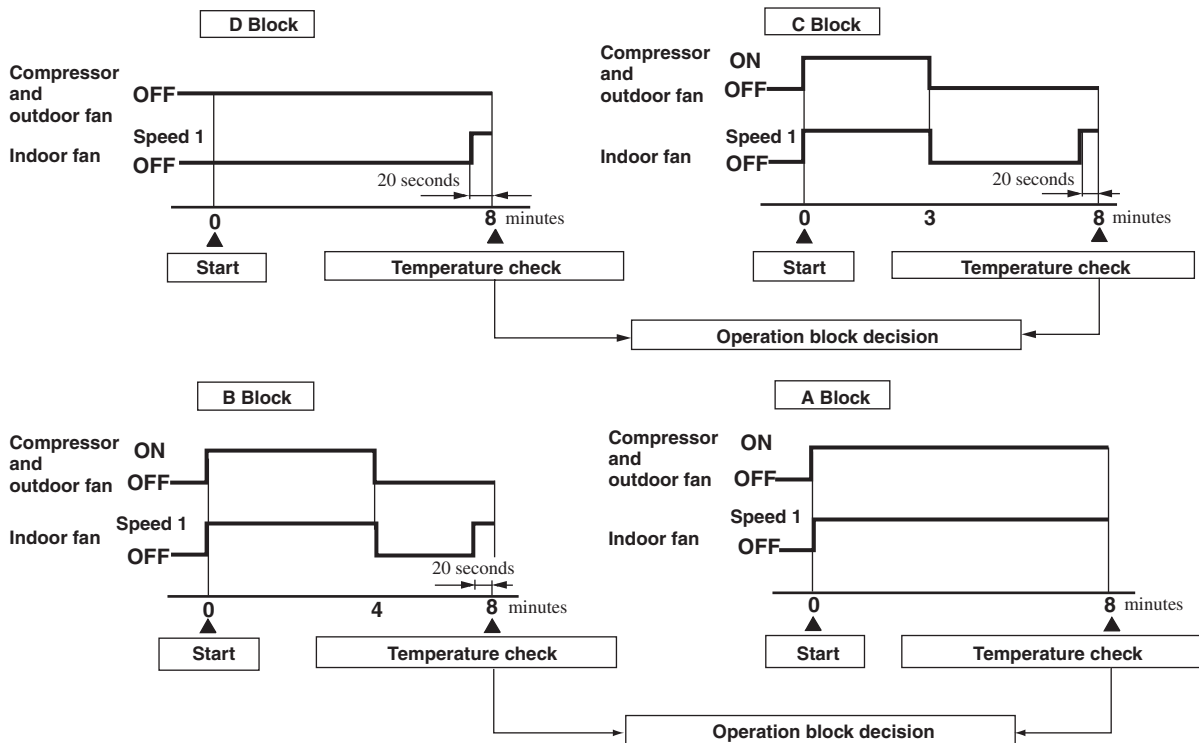 D Block
Compressor
and
outdoor fan
OFF
Speed 1
Indoor fan
OFF
20 seconds
0
8 minutes
Start
Temperature check
C Block
Compressor
and
outdoor fan
ON
OFF
Speed 1
Indoor fan
OFF
20 seconds
0
3
8 minutes
Start
Temperature check
Operation block decision
B Block
Compressor
and
outdoor fan
ON
OFF
Speed 1
Indoor fan
OFF
20 seconds
0
4
8 minutes
Start
Temperature check
A Block
Compressor
and
outdoor fan
ON
OFF
Speed 1
Indoor fan
OFF
0
8 minutes
Start
Temperature check
Operation block decision